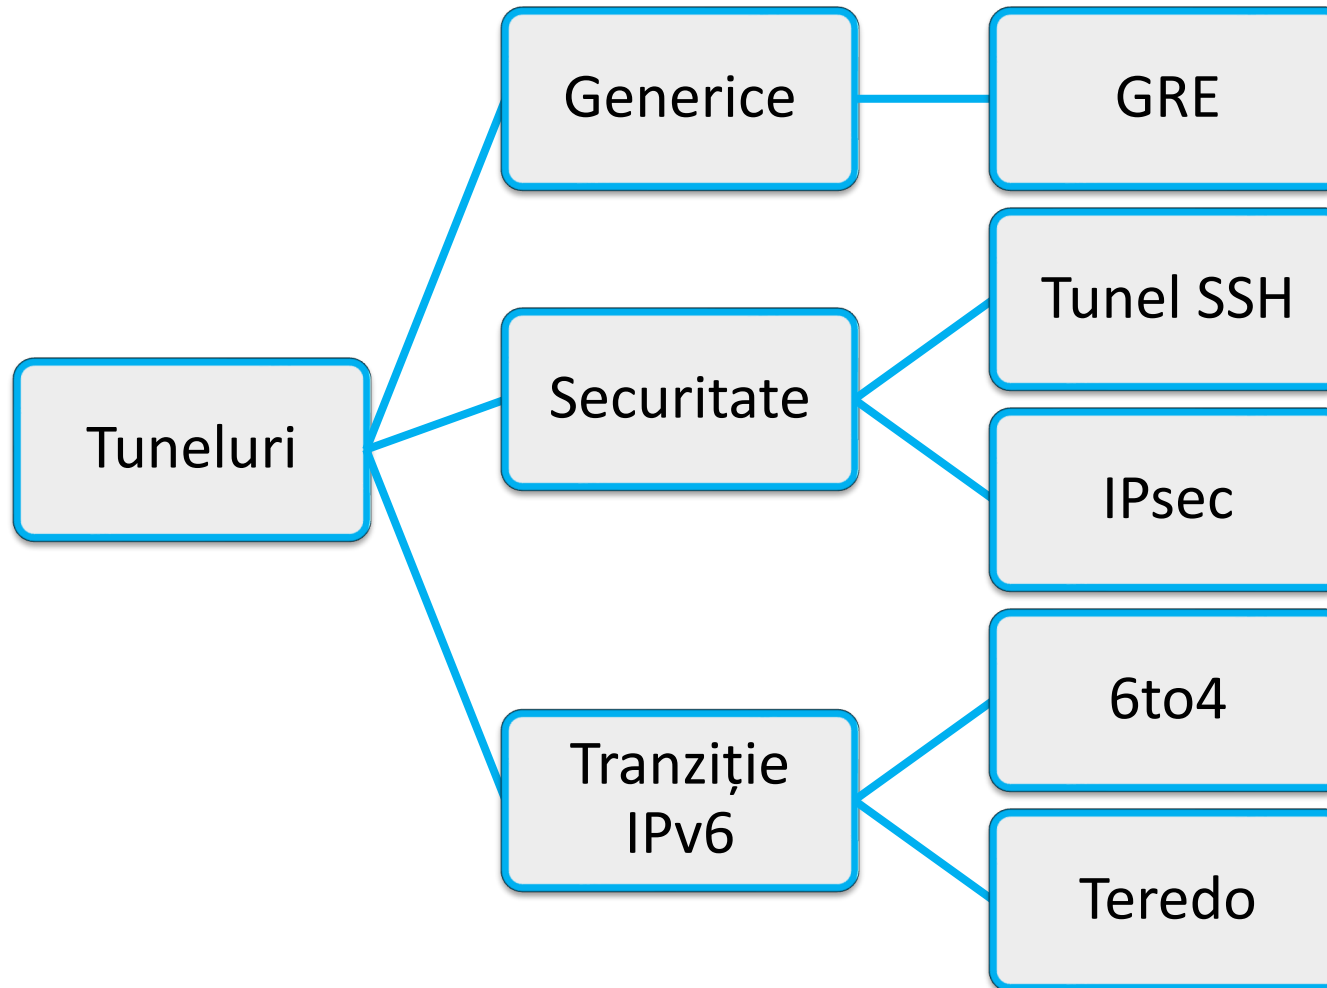 Tuneluri
Generice
GRE
Securitate
Tunel SSH
IPsec
Tranziție
IPv6
6to4
Teredo